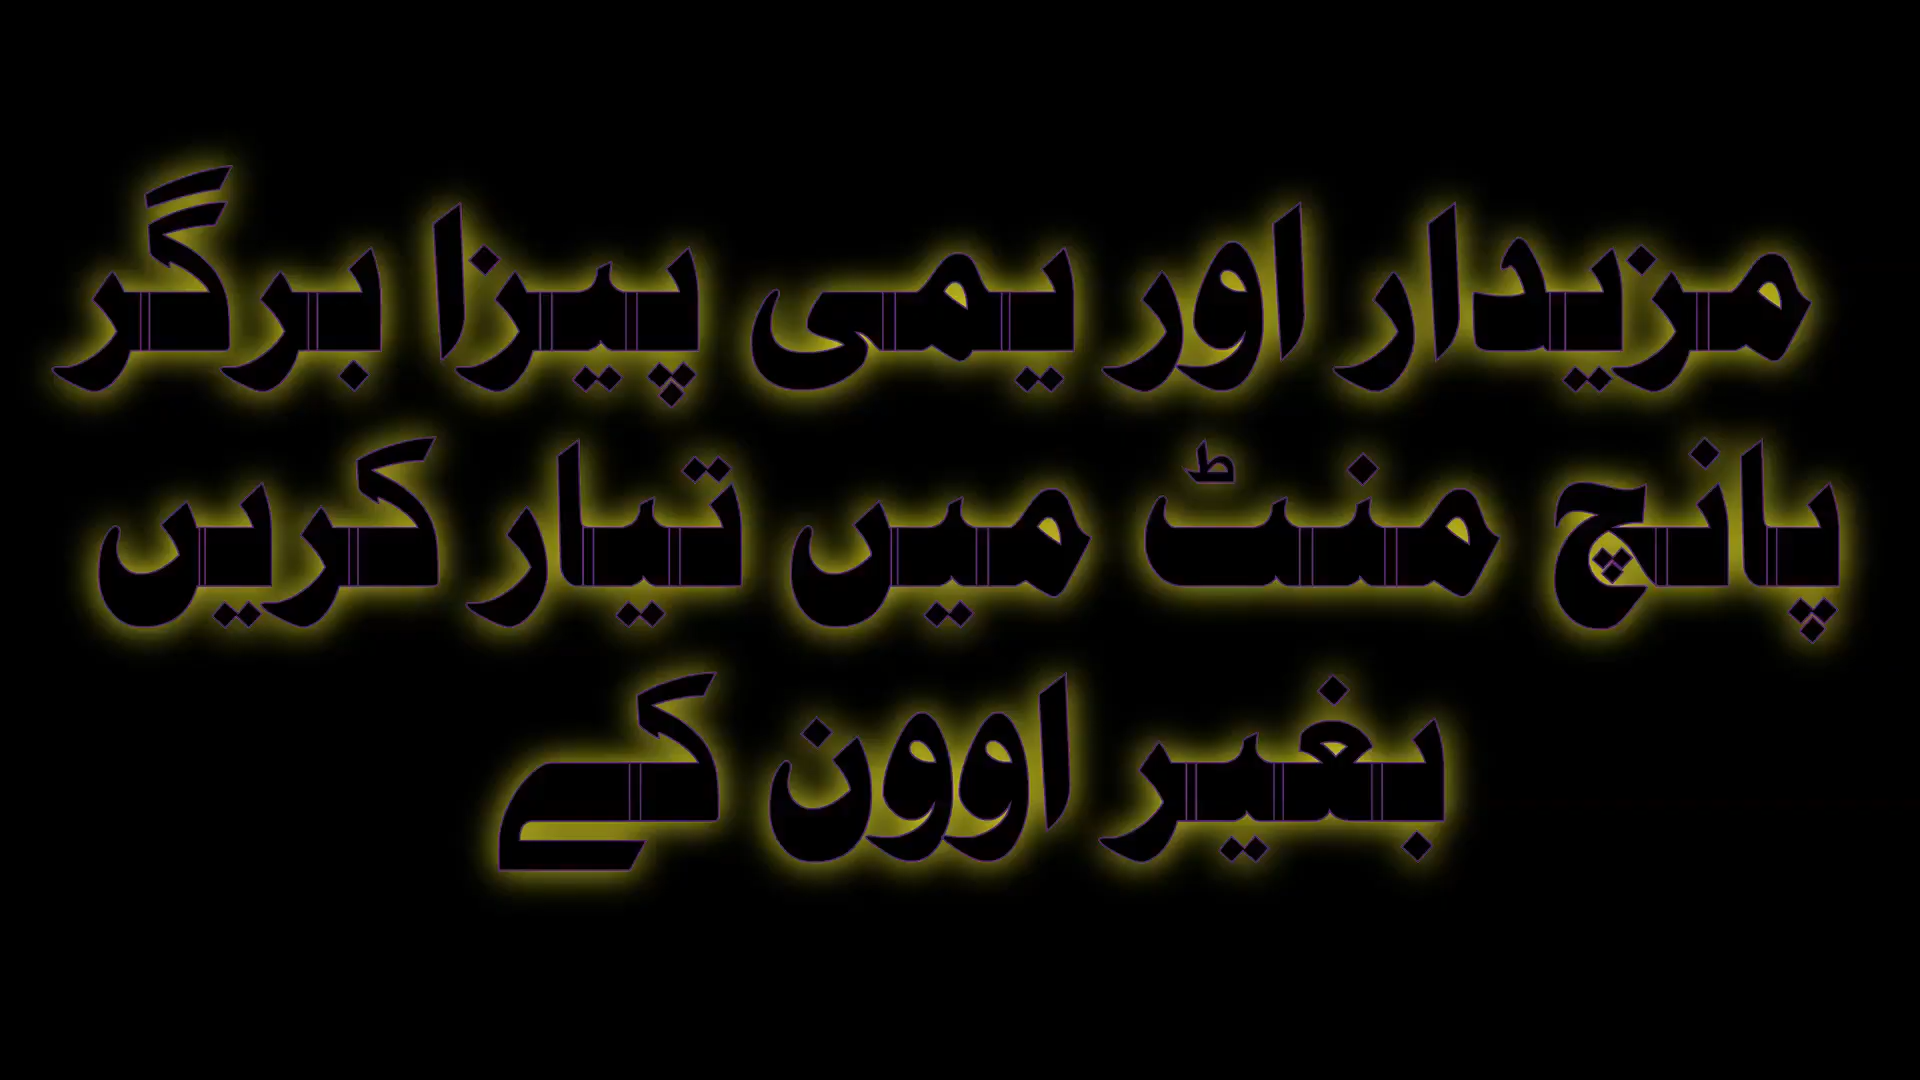 مزیدار اور یمی پیزا برگر
پانچ منٹ میں تیار کریں
بغیر اوون کے